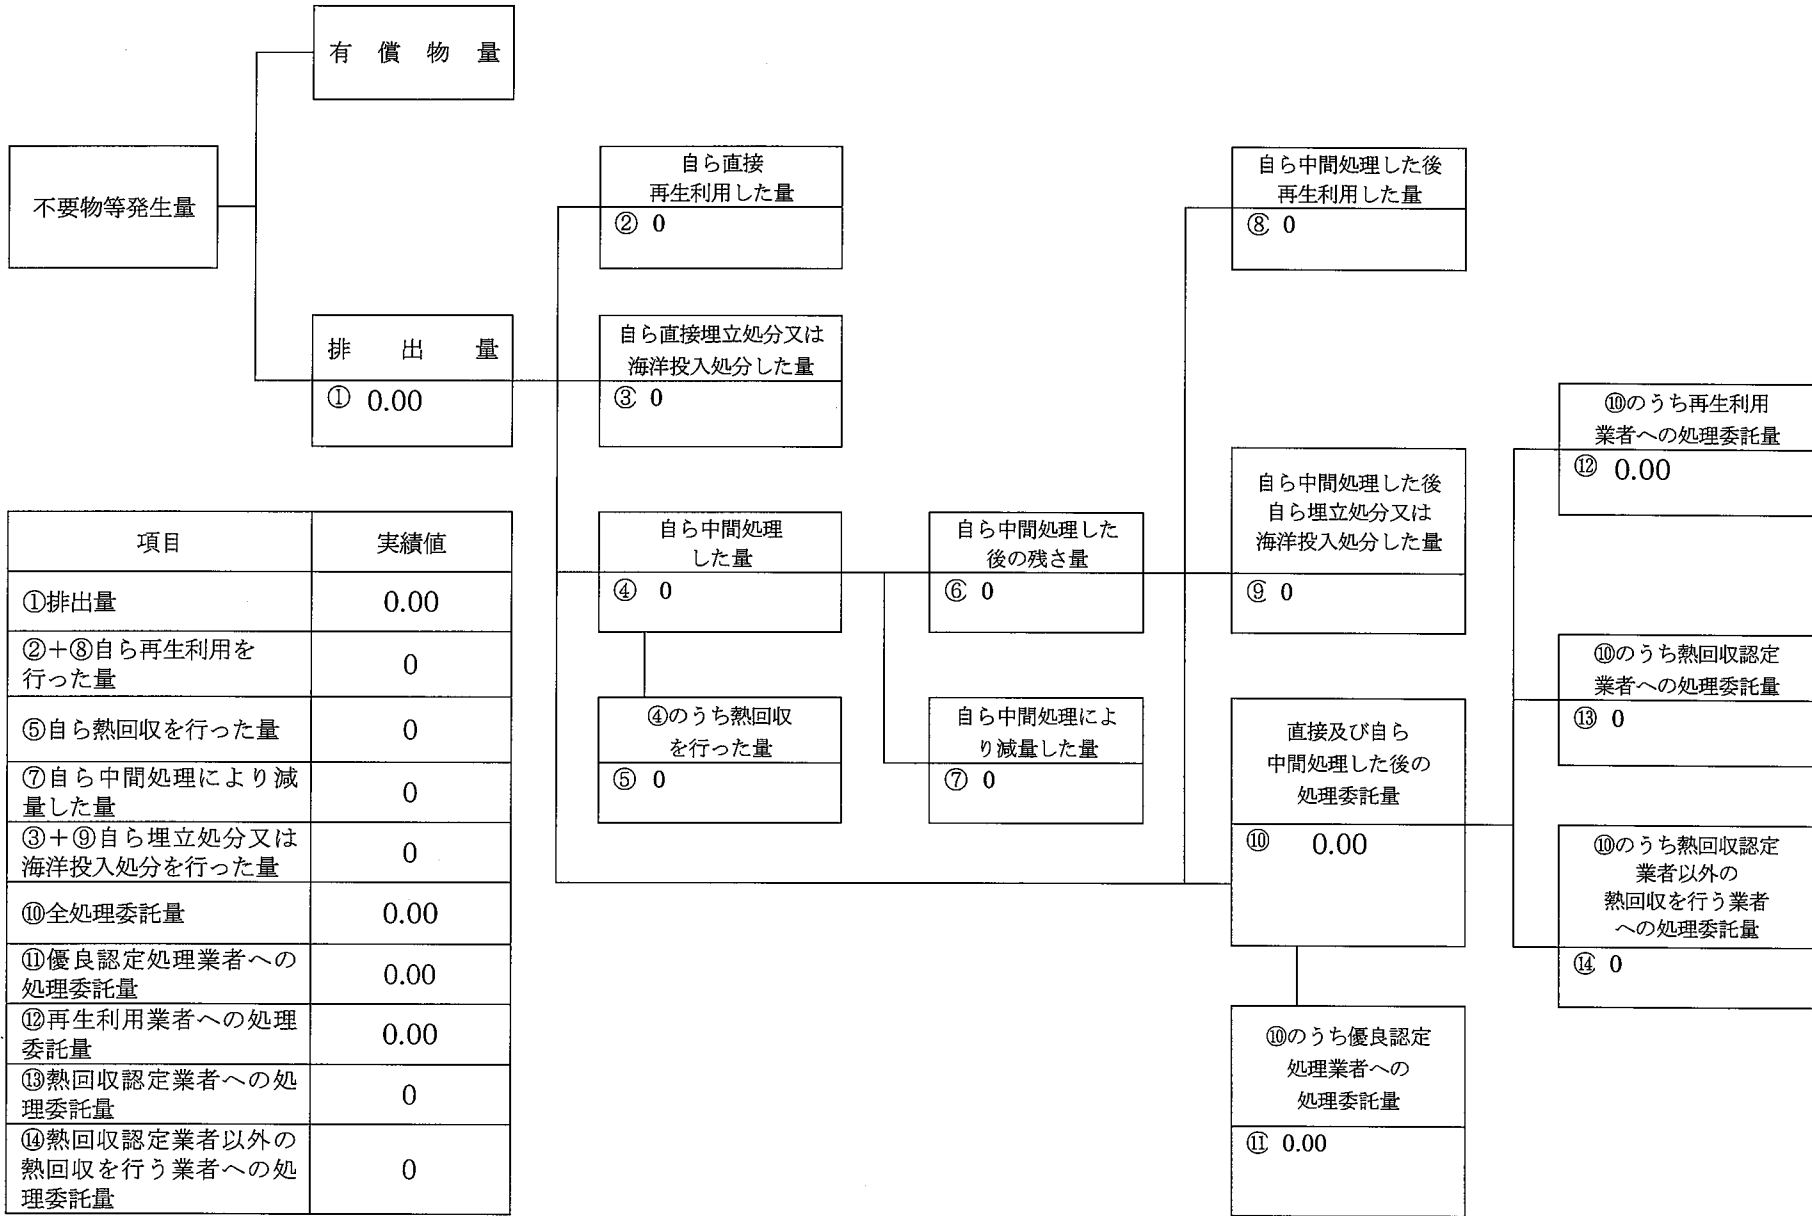 有償物量
不要物等発生量
排出量
① 0.00
自ら直接
再生利用した量
② 0
自ら直接埋立処分又は
海洋投入処分した量
③ 0
自ら中間処理
した量
④ 0
④のうち熱回収
を行った量
⑤ 0
自ら中間処理した
後の残さ量
⑥ 0
自ら中間処理によ
り減量した量
⑦ 0
自ら中間処理した後
再生利用した量
⑧ 0
自ら中間処理した後
自ら埋立処分又は
海洋投入処分した量
⑨ 0
直接及び自ら
中間処理した後の
処理委託量
⑩ 0.00
⑩のうち優良認定
処理業者への
処理委託量
⑪ 0.00
⑩のうち再生利用
業者への処理委託量
⑫ 0.00
⑩のうち熱回収認定
業者への処理委託量
⑬ 0
⑩のうち熱回収認定
業者以外の
熱回収を行う業者
への処理委託量
⑭ 0
項目 実績値
①排出量 0.00
②+⑧自ら再生利用を
行った量 0
⑤自ら熱回収を行った量 0
⑦自ら中間処理により減
量した量 0
③+⑨自ら埋立処分又は
海洋投入処分を行った量 0
⑩全処理委託量 0.00
⑪優良認定処理業者への
処理委託量 0.00
⑫再生利用業者への処理
委託量 0.00
⑬熱回収認定業者への処
理委託量 0
⑭熱回収認定業者以外の
熱回収を行う業者への処
理委託量 0